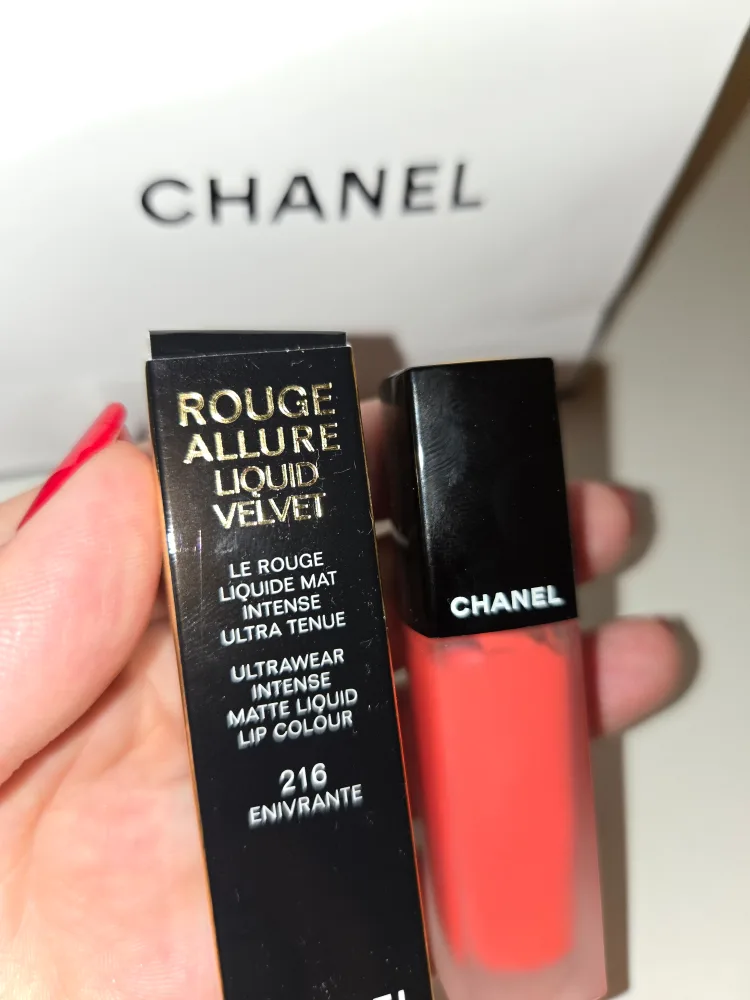 CHANEL
ROUGE
ALLURE
LIQUID
VELVET
LE ROUGE
LIQUIDE MAT
INTENSE
ULTRA TENUE
ULTRAWEAR
INTENSE
MATTE LIQUID
LIP COLOUR
216
ENIVRANTE
CHANEL